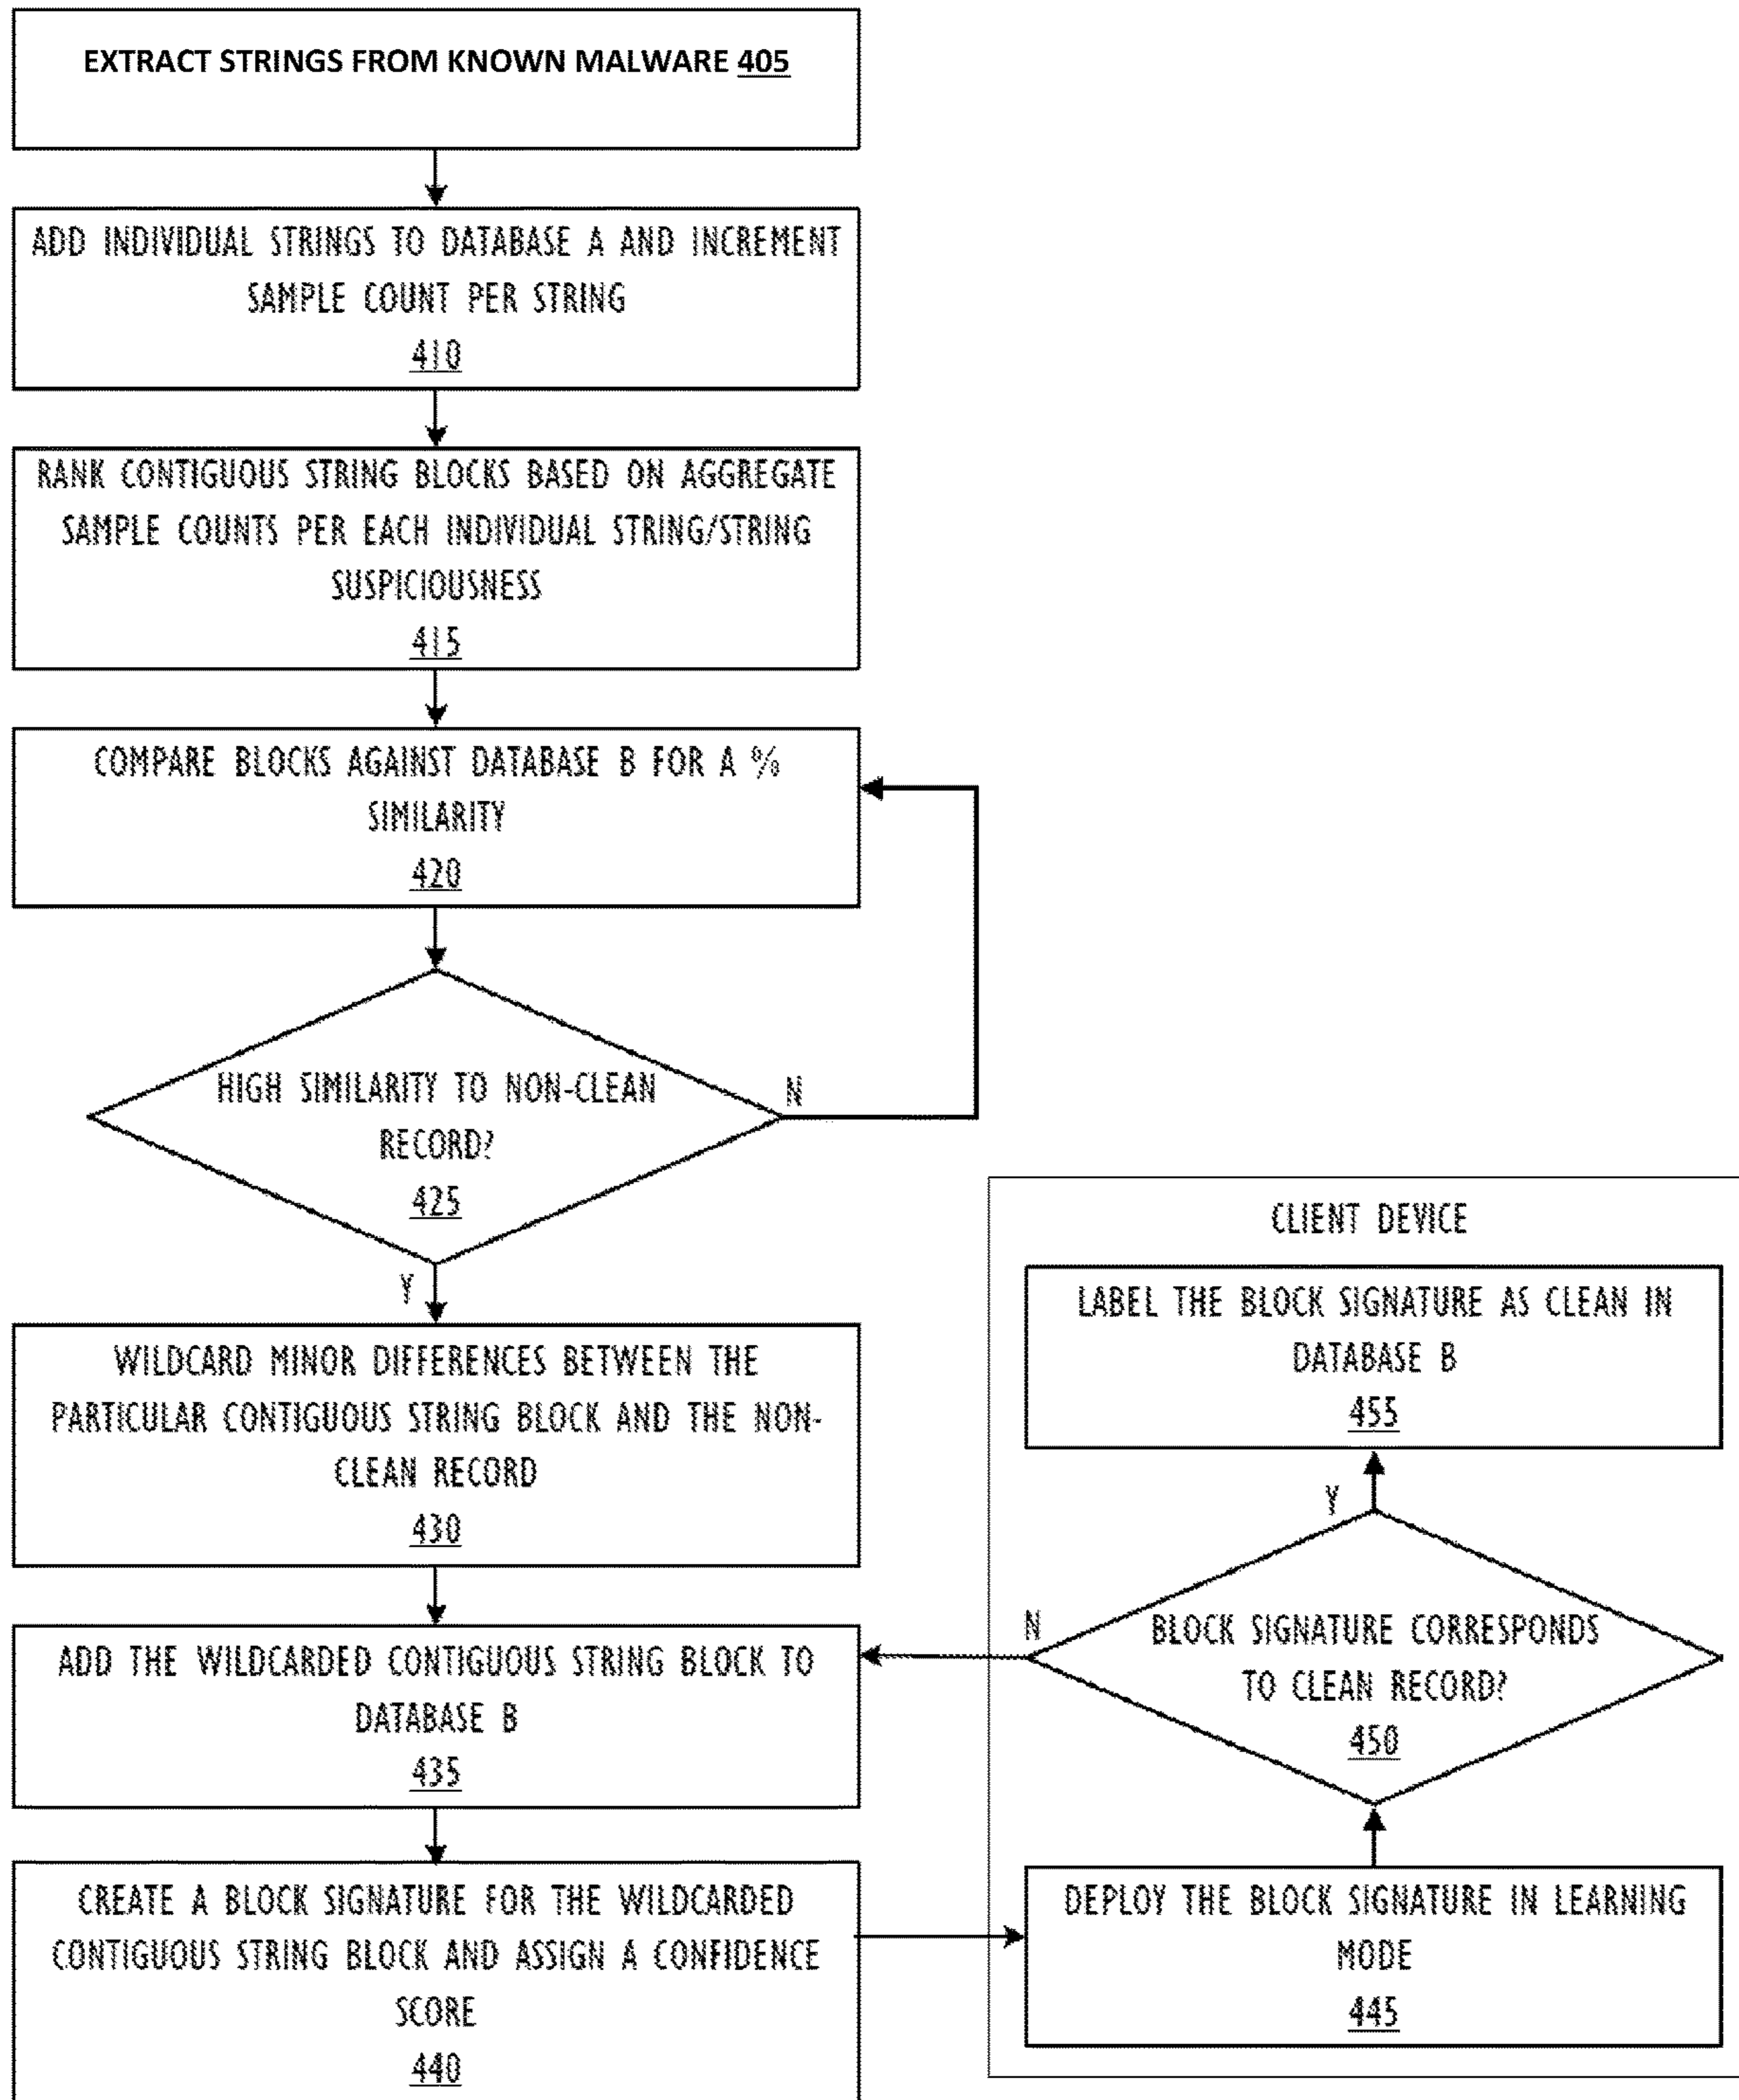 EXTRACT STRINGS FROM KNOWN MALWARE 405
ADD INDIVIDUAL STRINGS TO DATABASE A AND INCREMENT
SAMPLE COUNT PER STRING
410
RANK CONTIGUOUS STRING BLOCKS BASED ON AGGREGATE
SAMPLE COUNTS PER EACH INDIVIDUAL STRING/STRING
SUSPICIOUSNESS
415
COMPARE BLOCKS AGAINST DATABASE B FOR A %
SIMILARITY
420
HIGH SIMILARITY TO NON-CLEAN
RECORD?
425
N
Y
WILDCARD MINOR DIFFERENCES BETWEEN THE
PARTICULAR CONTIGUOUS STRING BLOCK AND THE NON-
CLEAN RECORD
430
ADD THE WILDCARDED CONTIGUOUS STRING BLOCK TO
DATABASE B
435
CREATE A BLOCK SIGNATURE FOR THE WILDCARDED
CONTIGUOUS STRING BLOCK AND ASSIGN A CONFIDENCE
SCORE
440
CLIENT DEVICE
LABEL THE BLOCK SIGNATURE AS CLEAN IN
DATABASE B
455
Y
N
BLOCK SIGNATURE CORRESPONDS
TO CLEAN RECORD?
450
DEPLOY THE BLOCK SIGNATURE IN LEARNING
MODE
445